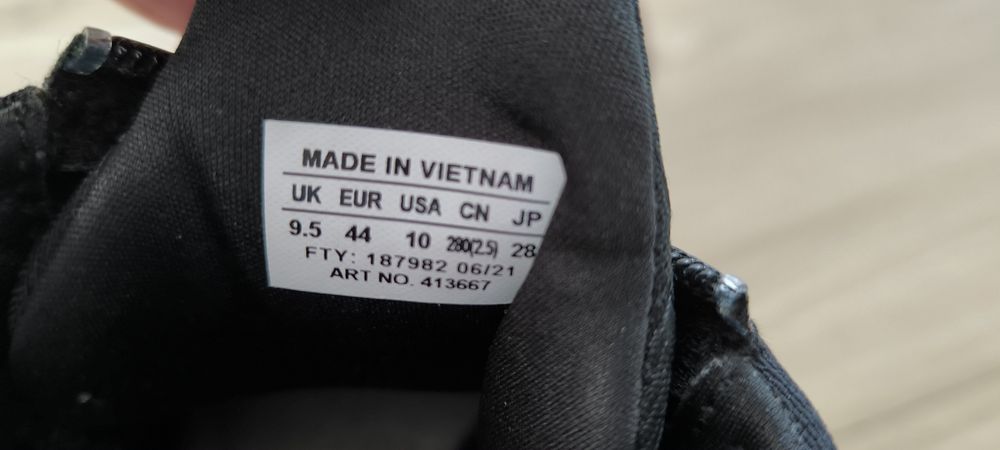 MADE IN VIETNAM
UK EUR USA CN JP
9.5 44 10 280(2.5) 28
FTY: 187982 06/21
ART NO. 413667